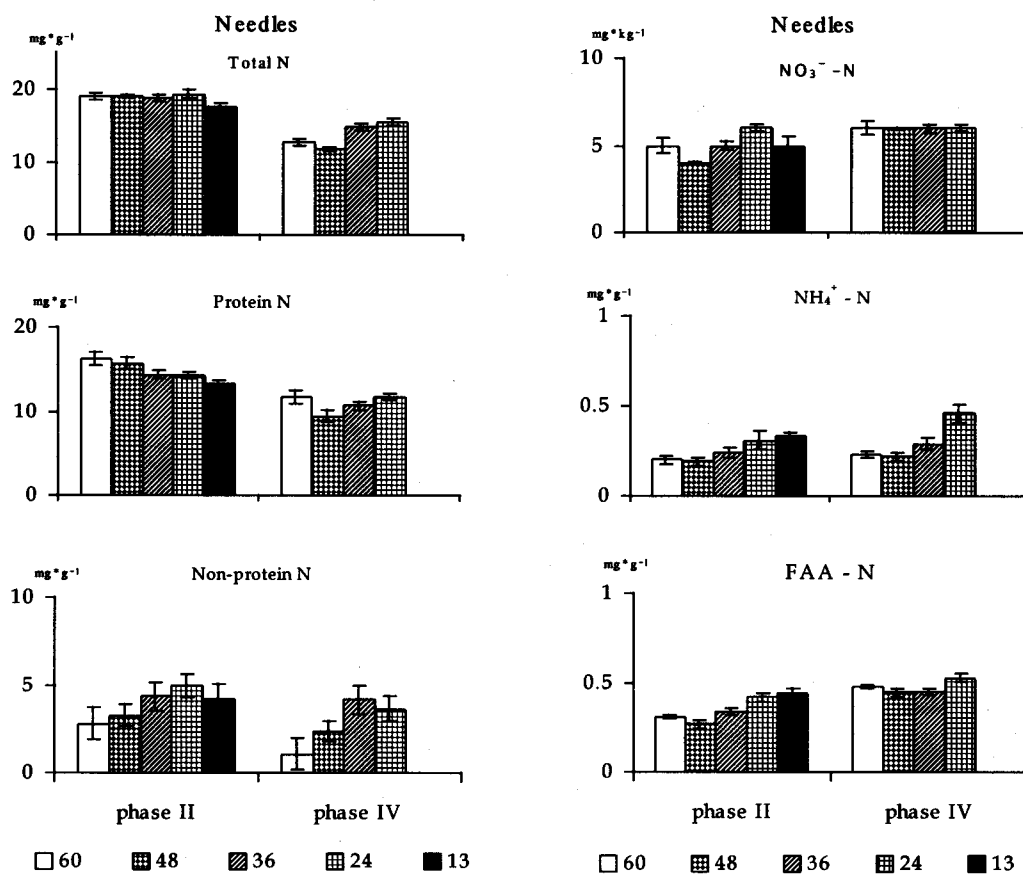 Needles
mg*g⁻¹
Total N
20
10
0
mg*g⁻¹
Protein N
20
10
0
mg*g⁻¹
Non-protein N
10
5
0
phase II phase IV
60 48 36 24 13
Needles
mg*kg⁻¹
NO₃⁻ -N
10
5
0
mg*g⁻¹
NH₄⁺ - N
1
0.5
0
mg*g⁻¹
FAA - N
1
0.5
0
phase II phase IV
60 48 36 24 13